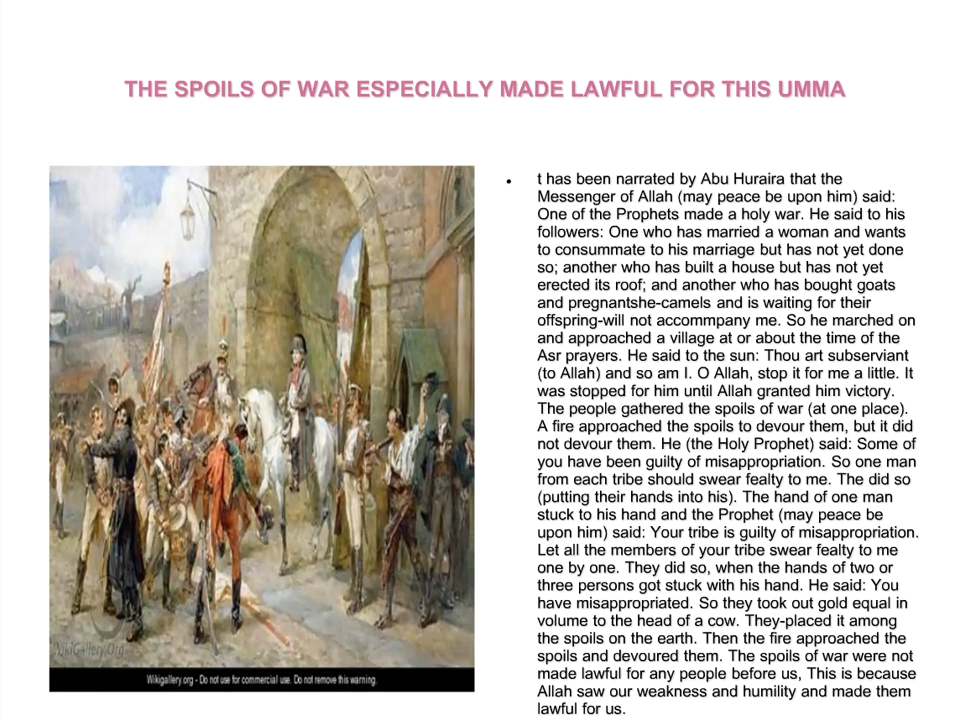 THE SPOILS OF WAR ESPECIALLY MADE LAWFUL FOR THIS UMMA
• t has been narrated by Abu Huraira that the
Messenger of Allah (may peace be upon him) said:
One of the Prophets made a holy war. He said to his
followers: One who has married a woman and wants
to consummate to his marriage but has not yet done
so; another who has built a house but has not yet
erected its roof; and another who has bought goats
and pregnantshe-camels and is waiting for their
offspring-will not accommpany me. So he marched on
and approached a village at or about the time of the
Asr prayers. He said to the sun: Thou art subserviant
(to Allah) and so am I. O Allah, stop it for me a little. It
was stopped for him until Allah granted him victory.
The people gathered the spoils of war (at one place).
A fire approached the spoils to devour them, but it did
not devour them. He (the Holy Prophet) said: Some of
you have been guilty of misappropriation. So one man
from each tribe should swear fealty to me. The did so
(putting their hands into his). The hand of one man
stuck to his hand and the Prophet (may peace be
upon him) said: Your tribe is guilty of misappropriation.
Let all the members of your tribe swear fealty to me
one by one. They did so, when the hands of two or
three persons got stuck with his hand. He said: You
have misappropriated. So they took out gold equal in
volume to the head of a cow. They-placed it among
the spoils on the earth. Then the fire approached the
spoils and devoured them. The spoils of war were not
made lawful for any people before us, This is because
Allah saw our weakness and humility and made them
lawful for us.
WikiGallery.Org
Wikigallery.org - Do not use for commercial use. Do not remove this warning.